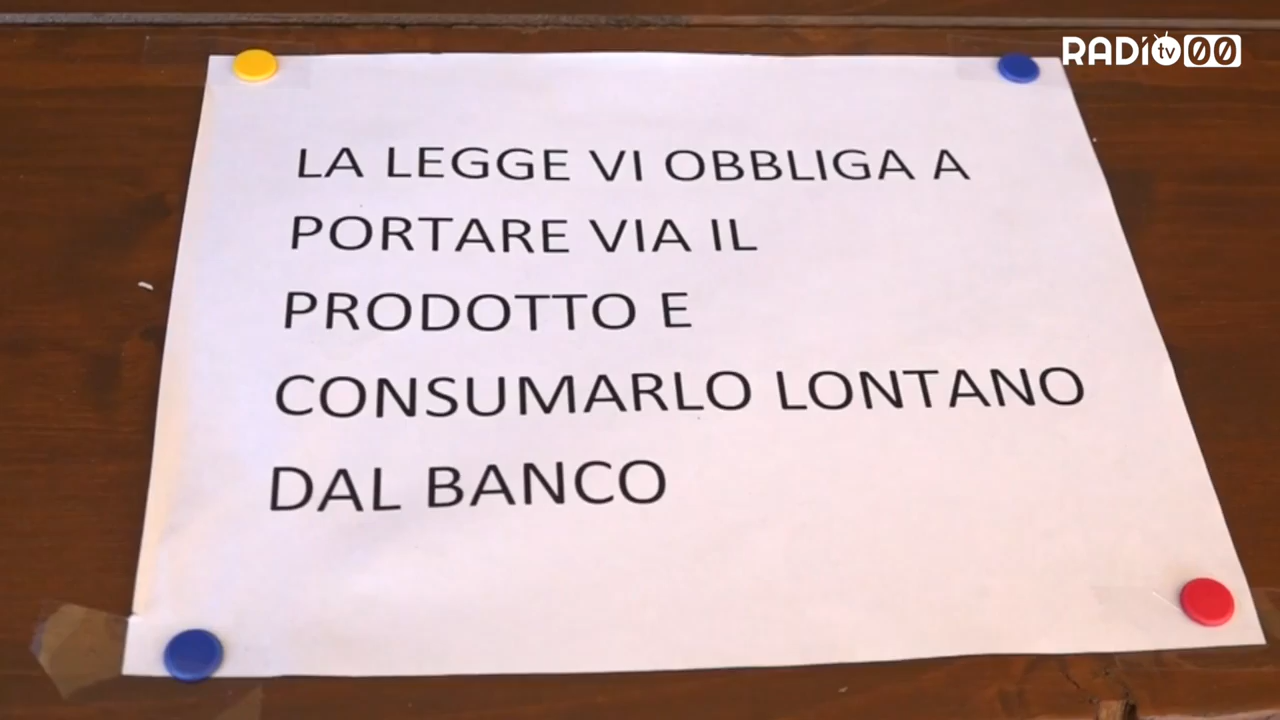 RADIO tv 00
LA LEGGE VI OBBLIGA A
PORTARE VIA IL
PRODOTTO E
CONSUMARLO LONTANO
DAL BANCO